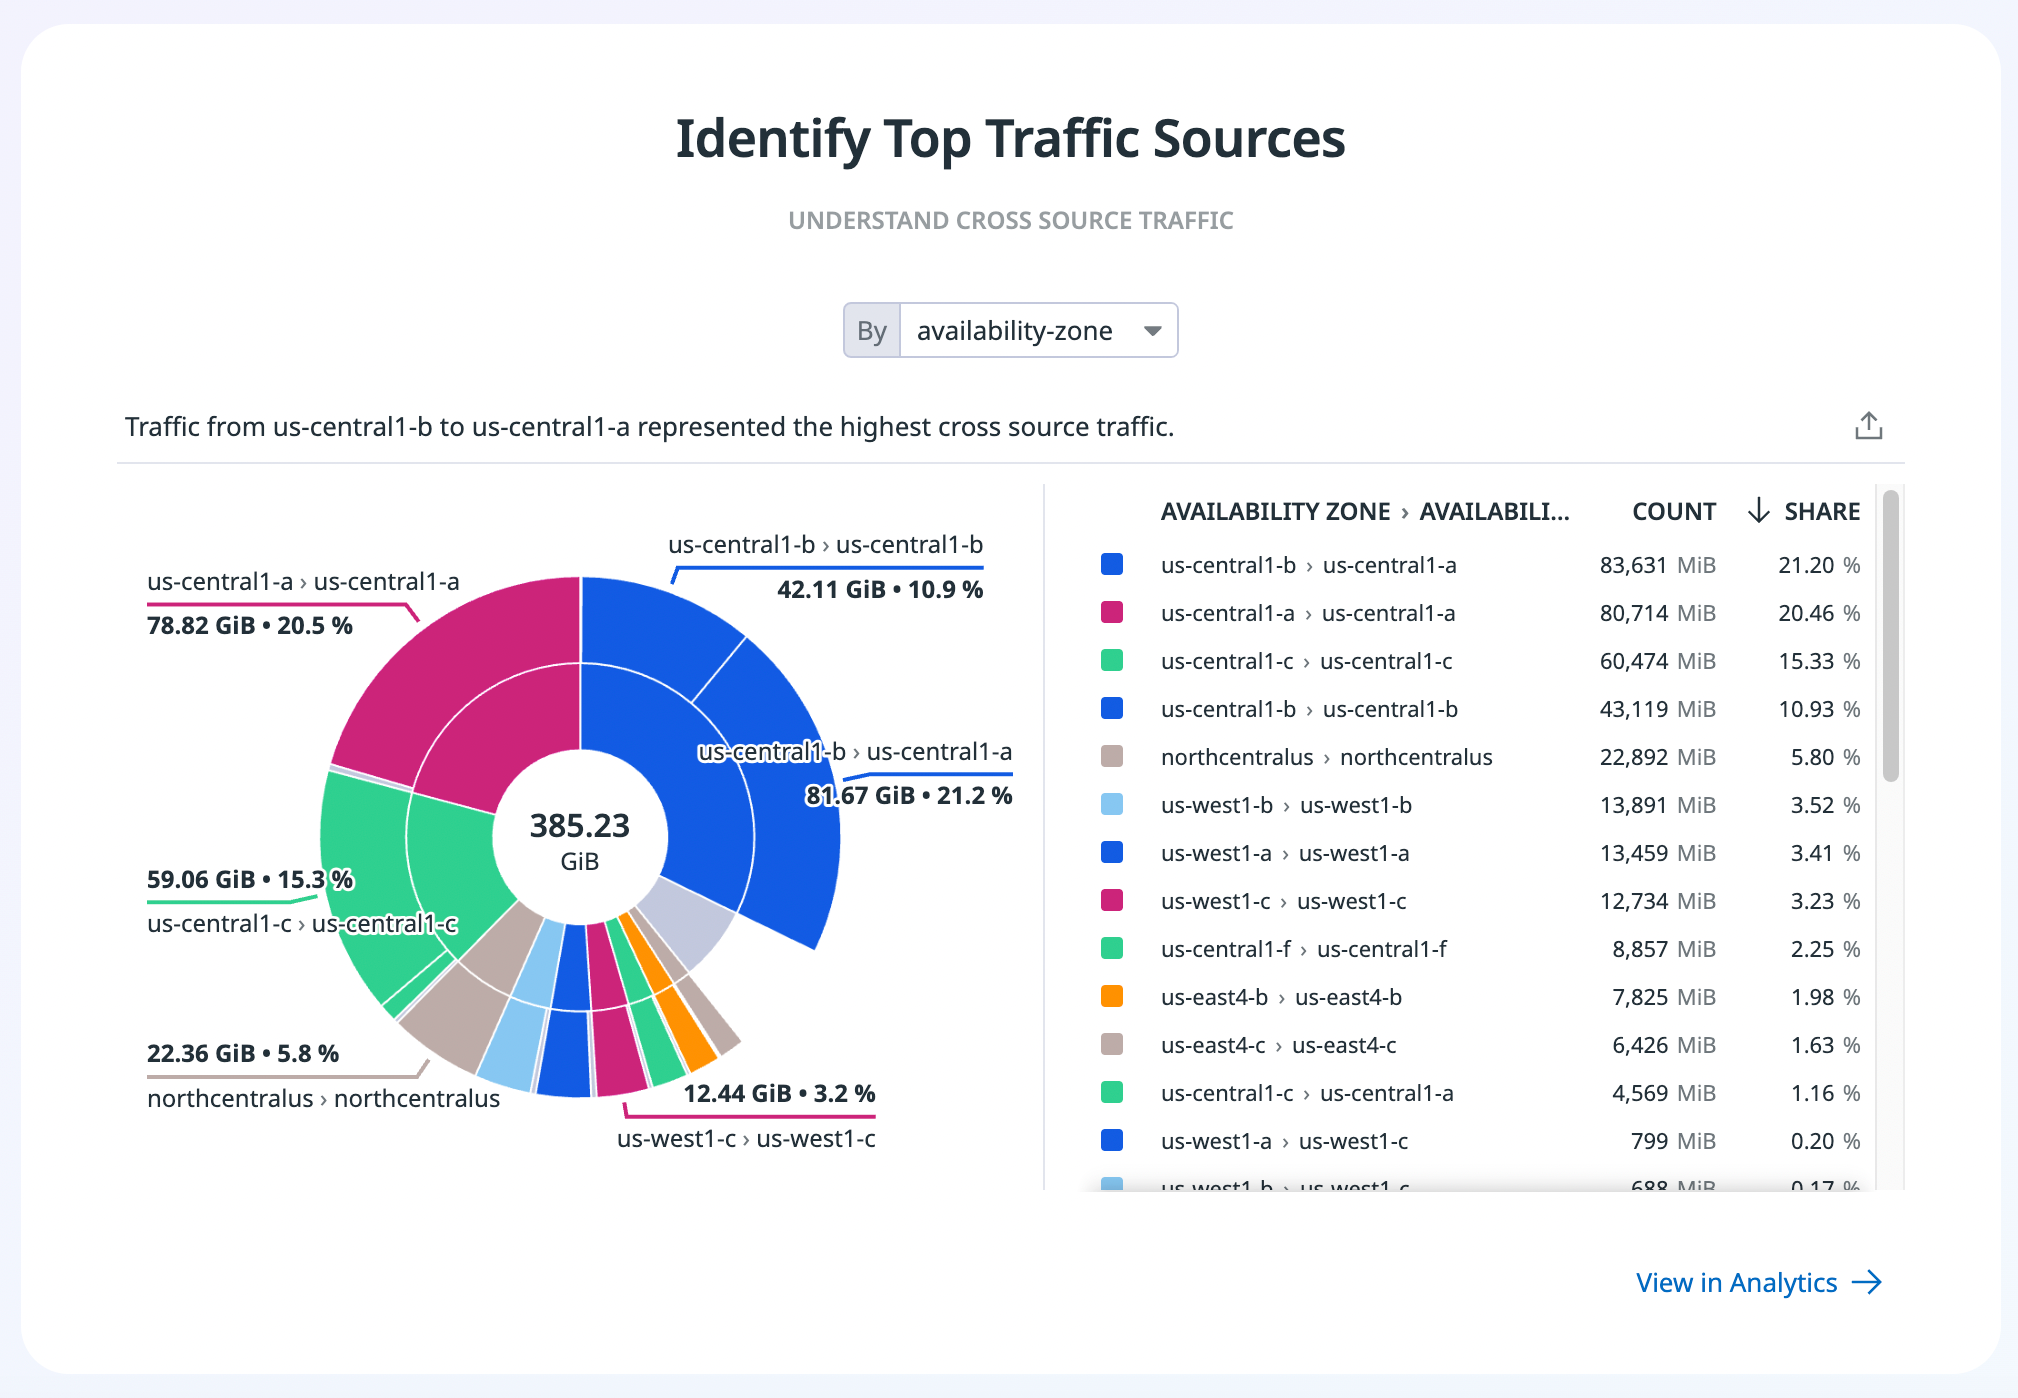 Identify Top Traffic Sources
UNDERSTAND CROSS SOURCE TRAFFIC
By availability-zone
Traffic from us-central1-b to us-central1-a represented the highest cross source traffic.
us-central1-b › us-central1-b
42.11 GiB • 10.9 %
us-central1-a › us-central1-a
78.82 GiB • 20.5 %
us-central1-b › us-central1-a
81.67 GiB • 21.2 %
385.23
GiB
59.06 GiB • 15.3 %
us-central1-c › us-central1-c
22.36 GiB • 5.8 %
northcentralus › northcentralus
12.44 GiB • 3.2 %
us-west1-c › us-west1-c
AVAILABILITY ZONE › AVAILABILI... COUNT ↓ SHARE
us-central1-b › us-central1-a 83,631 MiB 21.20 %
us-central1-a › us-central1-a 80,714 MiB 20.46 %
us-central1-c › us-central1-c 60,474 MiB 15.33 %
us-central1-b › us-central1-b 43,119 MiB 10.93 %
northcentralus › northcentralus 22,892 MiB 5.80 %
us-west1-b › us-west1-b 13,891 MiB 3.52 %
us-west1-a › us-west1-a 13,459 MiB 3.41 %
us-west1-c › us-west1-c 12,734 MiB 3.23 %
us-central1-f › us-central1-f 8,857 MiB 2.25 %
us-east4-b › us-east4-b 7,825 MiB 1.98 %
us-east4-c › us-east4-c 6,426 MiB 1.63 %
us-central1-c › us-central1-a 4,569 MiB 1.16 %
us-west1-a › us-west1-c 799 MiB 0.20 %
us-west1-b › us-west1-c 688 MiB 0.17 %
View in Analytics →